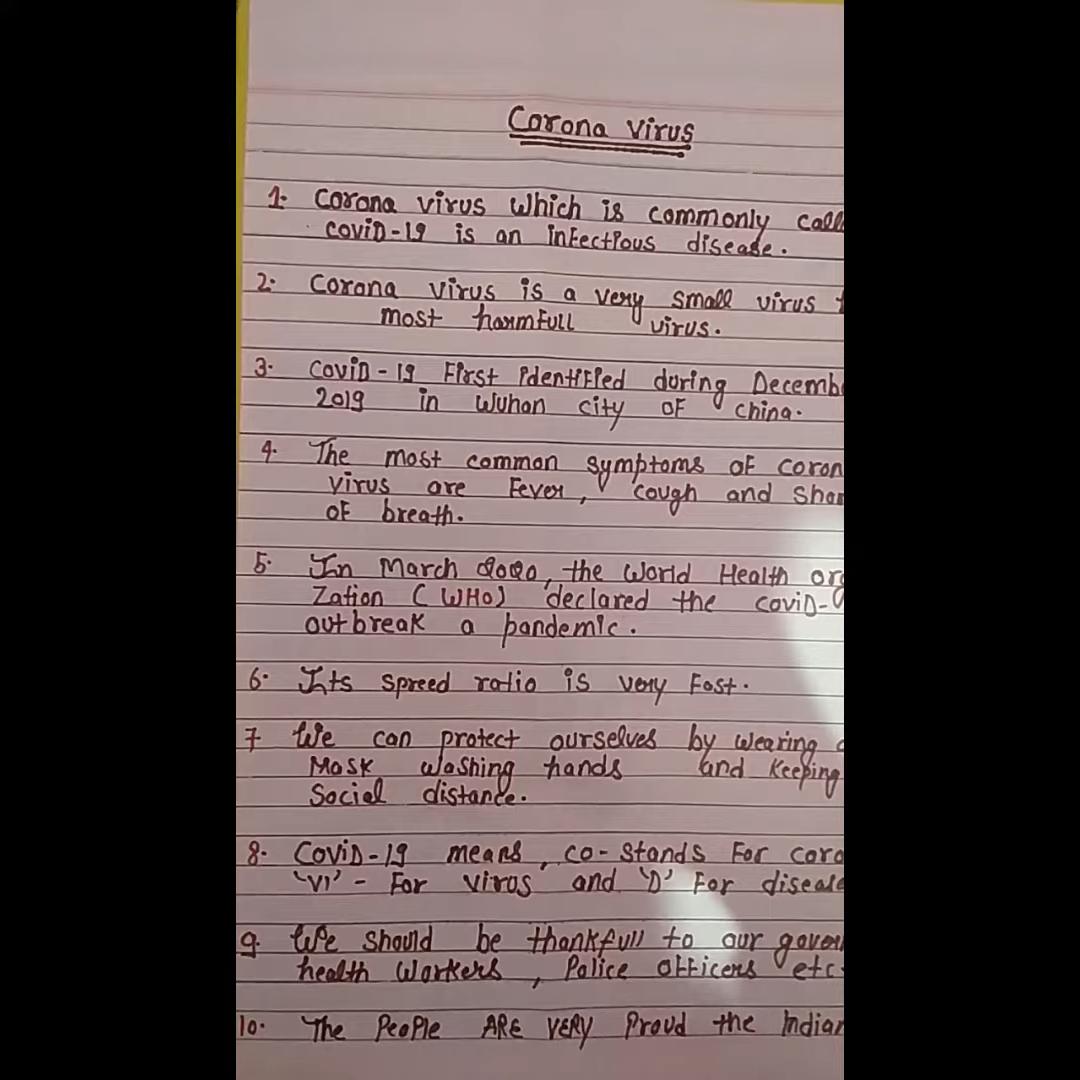 Corona virus
1. Corona virus which is commonly call
coviD-19 is an infectious disease.
2. Corona virus is a very small virus
most harmfull virus.
3. coviD-19 First identified during Decemb
2019 in wuhan city of china.
4. The most common symptoms of coron
virus are Fever, cough and Shor
of breath.
5. In March 2020, the World Health org
Zation (WHO) declared the coviD-
outbreak a pandemic.
6. Its spreed ratio is very Fast.
7 We can protect ourselves by wearing a
Mask washing hands and keeping
Social distance.
8. CoviD-19 means, co-stands For coro
'VI' - For virus and 'D' For disease
9. We should be thankfull to our gover
health workers, Police officers etc.
10. The PeoPle ARE VERY Proud the Indian